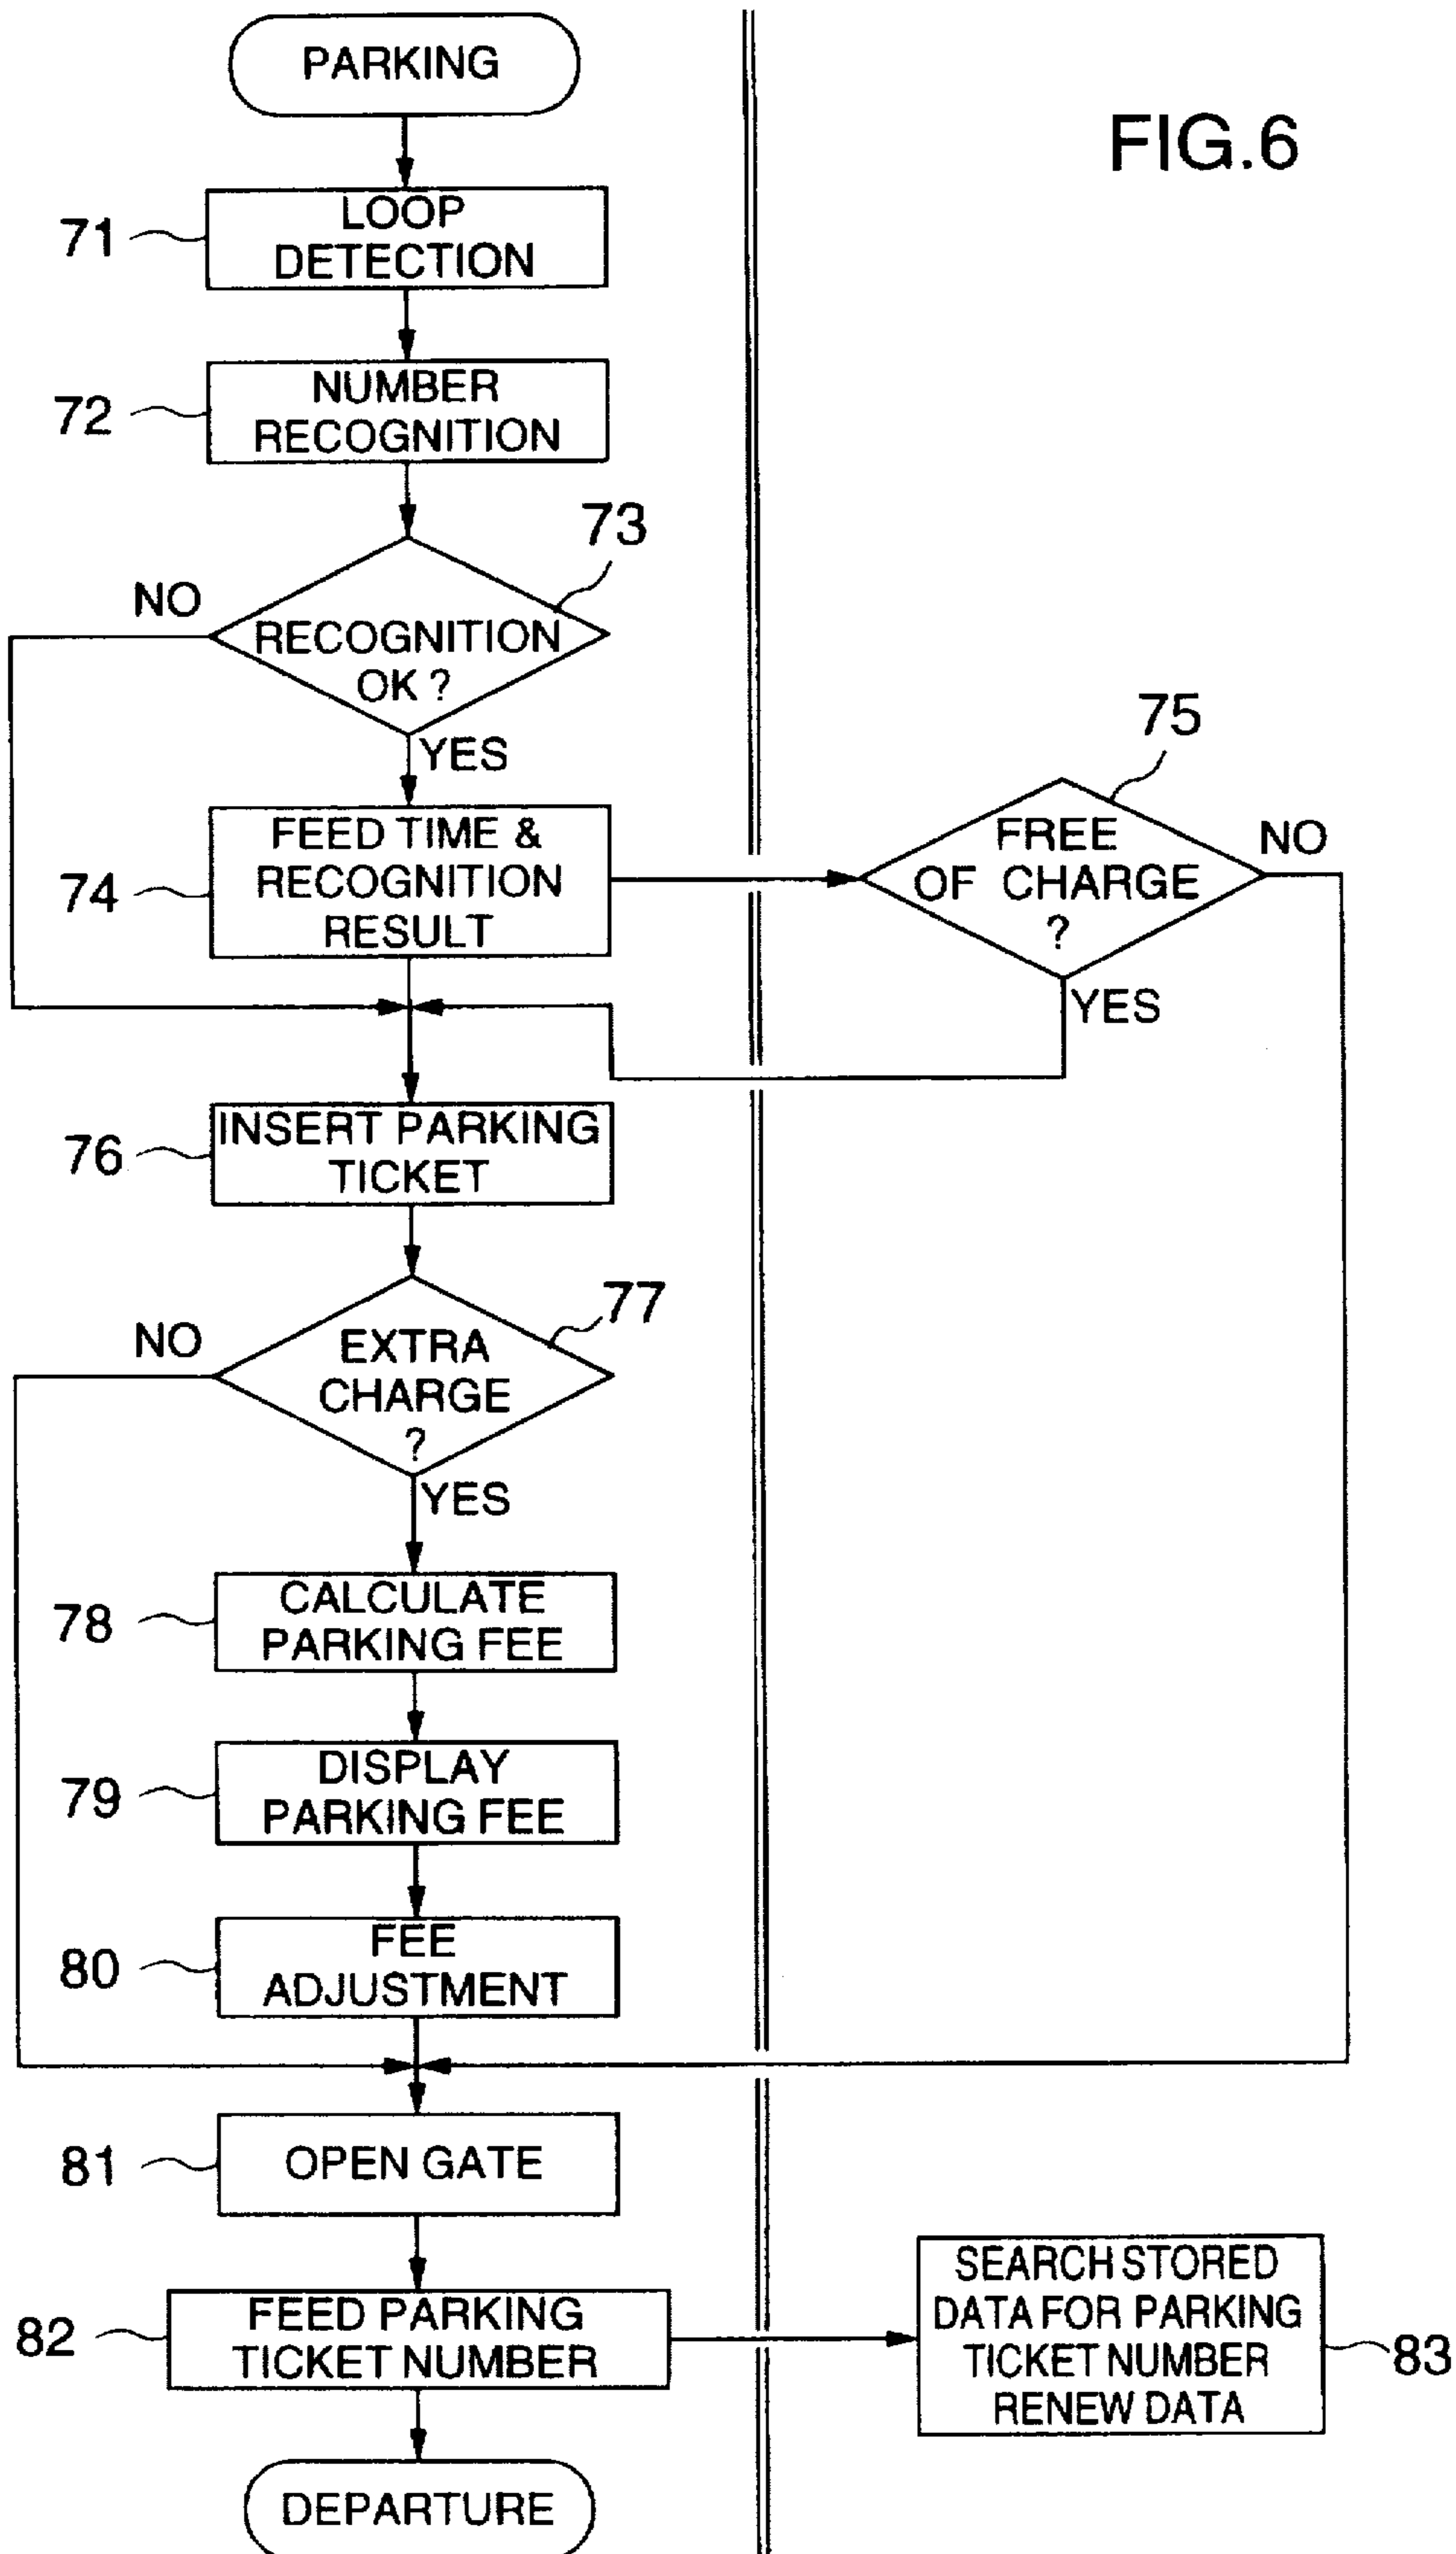 PARKING
FIG.6
71
LOOP
DETECTION
72
NUMBER
RECOGNITION
73
NO
RECOGNITION
OK ?
YES
75
74
FEED TIME &
RECOGNITION
RESULT
FREE
OF CHARGE
?
NO
YES
76
INSERT PARKING
TICKET
77
NO
EXTRA
CHARGE
?
YES
78
CALCULATE
PARKING FEE
79
DISPLAY
PARKING FEE
80
FEE
ADJUSTMENT
81
OPEN GATE
82
FEED PARKING
TICKET NUMBER
SEARCH STORED
DATA FOR PARKING
TICKET NUMBER
RENEW DATA
83
DEPARTURE